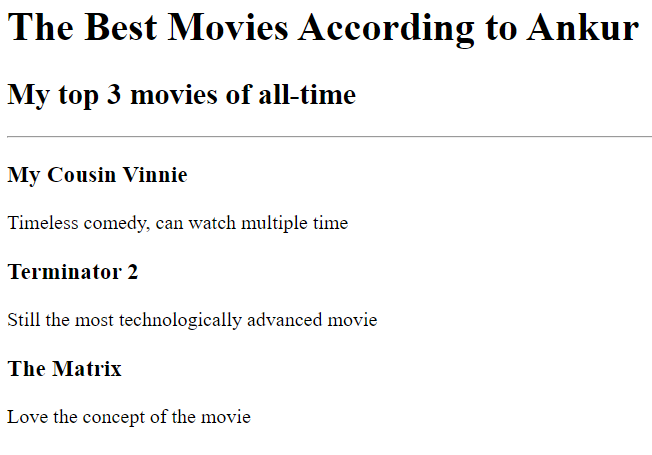 The Best Movies According to Ankur
My top 3 movies of all-time
My Cousin Vinnie
Timeless comedy, can watch multiple time
Terminator 2
Still the most technologically advanced movie
The Matrix
Love the concept of the movie